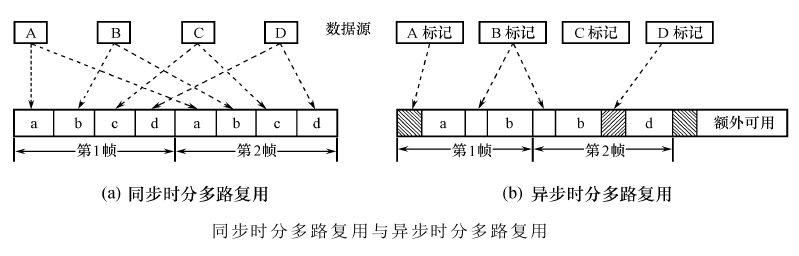 A B C D 数据源 A 标记 B 标记 C 标记 D 标记
a b c d a b c d a b b d 额外可用
第1帧 第2帧 第1帧 第2帧
(a) 同步时分多路复用 (b) 异步时分多路复用
同步时分多路复用与异步时分多路复用